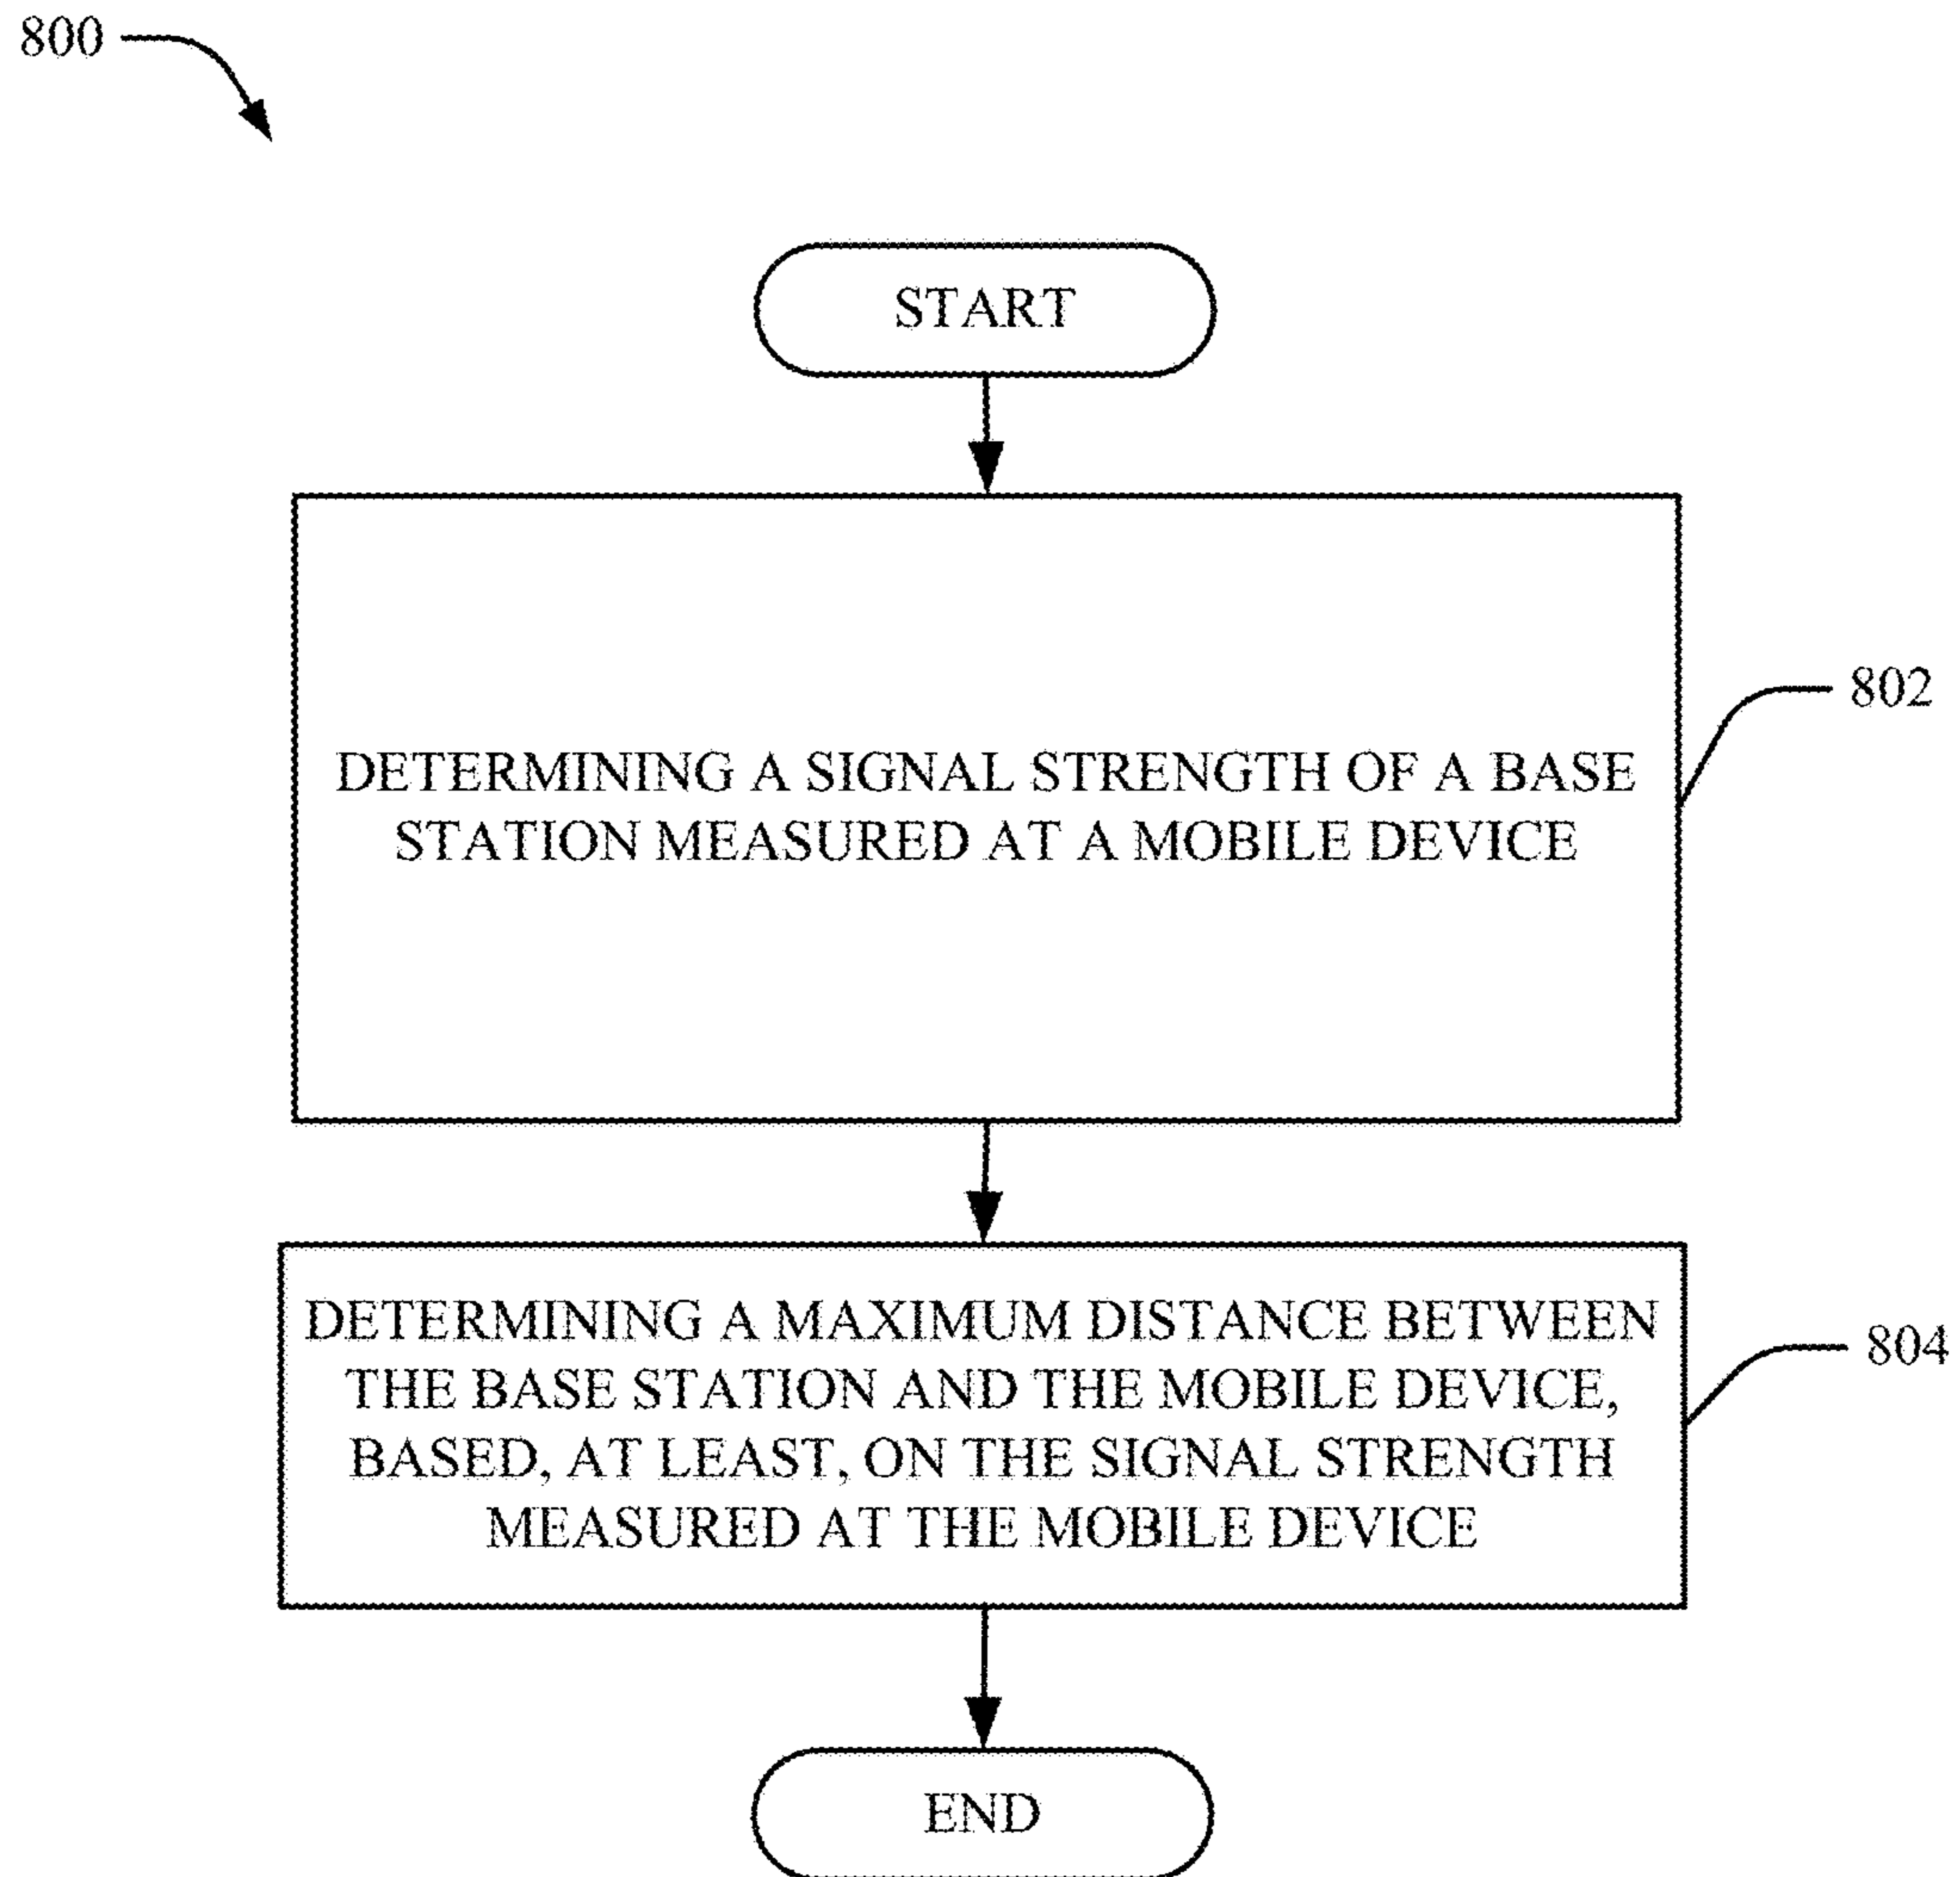 800
START
DETERMINING A SIGNAL STRENGTH OF A BASE
STATION MEASURED AT A MOBILE DEVICE
802
DETERMINING A MAXIMUM DISTANCE BETWEEN
THE BASE STATION AND THE MOBILE DEVICE,
BASED, AT LEAST, ON THE SIGNAL STRENGTH
MEASURED AT THE MOBILE DEVICE
804
END